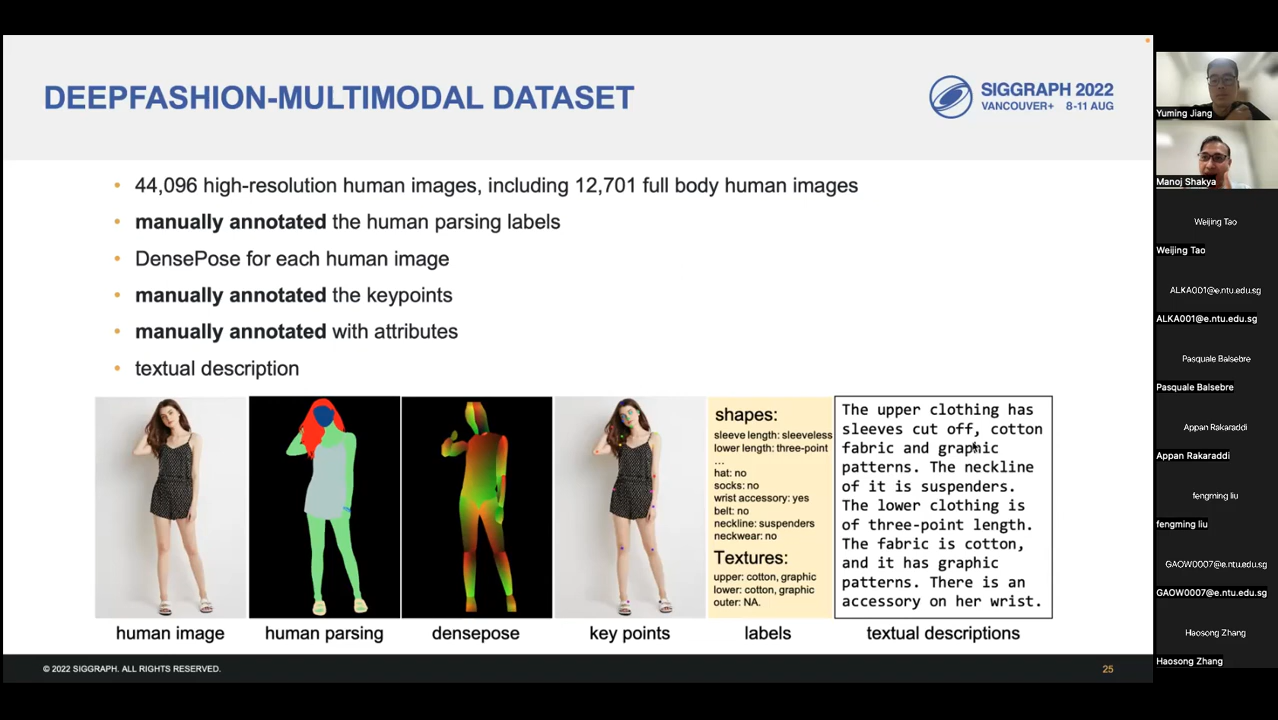 DEEPFASHION-MULTIMODAL DATASET
SIGGRAPH 2022
VANCOUVER+ 8-11 AUG
• 44,096 high-resolution human images, including 12,701 full body human images
• manually annotated the human parsing labels
• DensePose for each human image
• manually annotated the keypoints
• manually annotated with attributes
• textual description
shapes:
sleeve length: sleeveless
lower length: three-point
...
hat: no
socks: no
wrist accessory: yes
belt: no
neckline: suspenders
neckwear: no
Textures:
upper: cotton, graphic
lower: cotton, graphic
outer: NA.
The upper clothing has
sleeves cut off, cotton
fabric and graphic
patterns. The neckline
of it is suspenders.
The lower clothing is
of three-point length.
The fabric is cotton,
and it has graphic
patterns. There is an
accessory on her wrist.
human image
human parsing
densepose
key points
labels
textual descriptions
© 2022 SIGGRAPH. ALL RIGHTS RESERVED.
25
Yuming Jiang
Manoj Shakya
Weijing Tao
Weijing Tao
ALKA001@e.ntu.edu.sg
ALKA001@e.ntu.edu.sg
Pasquale Balsebre
Pasquale Balsebre
Appan Rakaraddi
Appan Rakaraddi
fengming liu
fengming liu
GAOW0007@e.ntu.edu.sg
GAOW0007@e.ntu.edu.sg
Haosong Zhang
Haosong Zhang